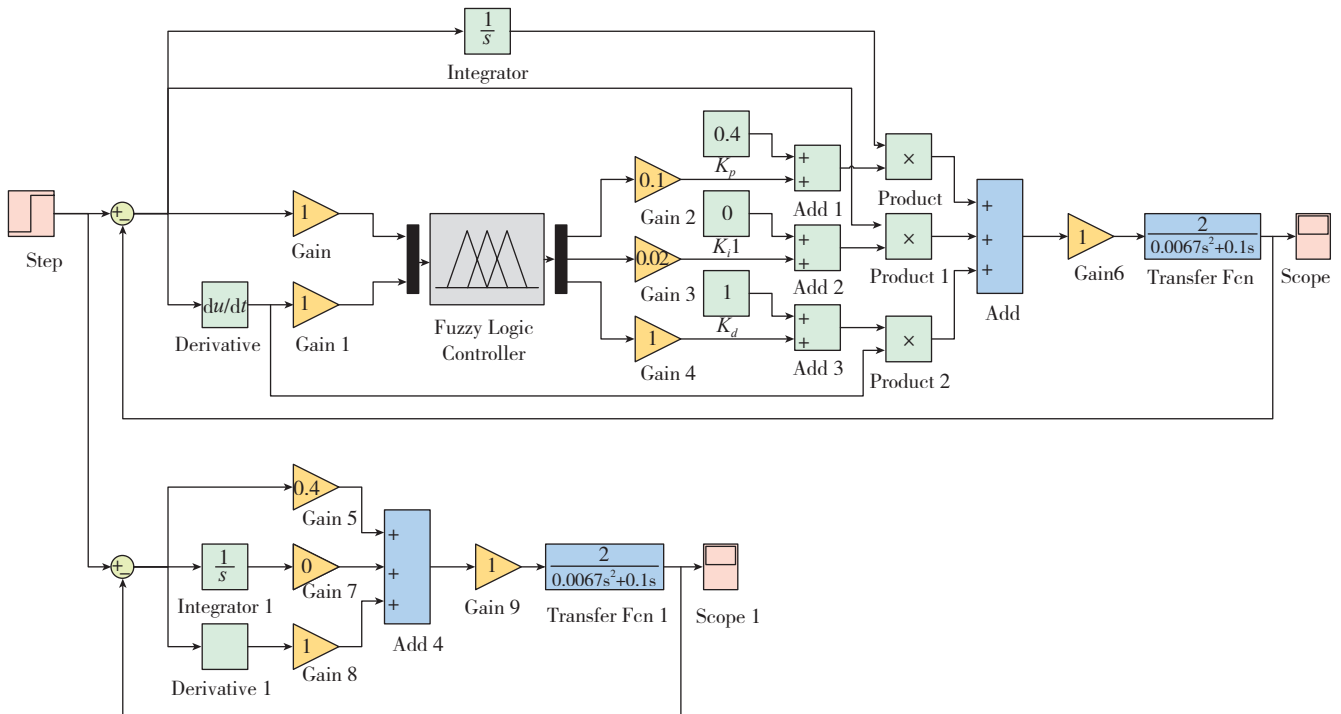 1
s
Integrator
0.4
K_p
+
+
Add 1
×
Product
Step
+
−
1
Gain
0.1
Gain 2
0
K_i1
+
+
Add 2
×
Product 1
+
+
+
Add
1
Gain6
2
0.0067s²+0.1s
Transfer Fcn
Scope
du/dt
Derivative
1
Gain 1
Fuzzy Logic
Controller
0.02
Gain 3
1
K_d
+
+
Add 3
×
Product 2
1
Gain 4
0.4
Gain 5
+
−
1
s
Integrator 1
0
Gain 7
Derivative 1
1
Gain 8
+
+
+
Add 4
1
Gain 9
2
0.0067s²+0.1s
Transfer Fcn 1
Scope 1